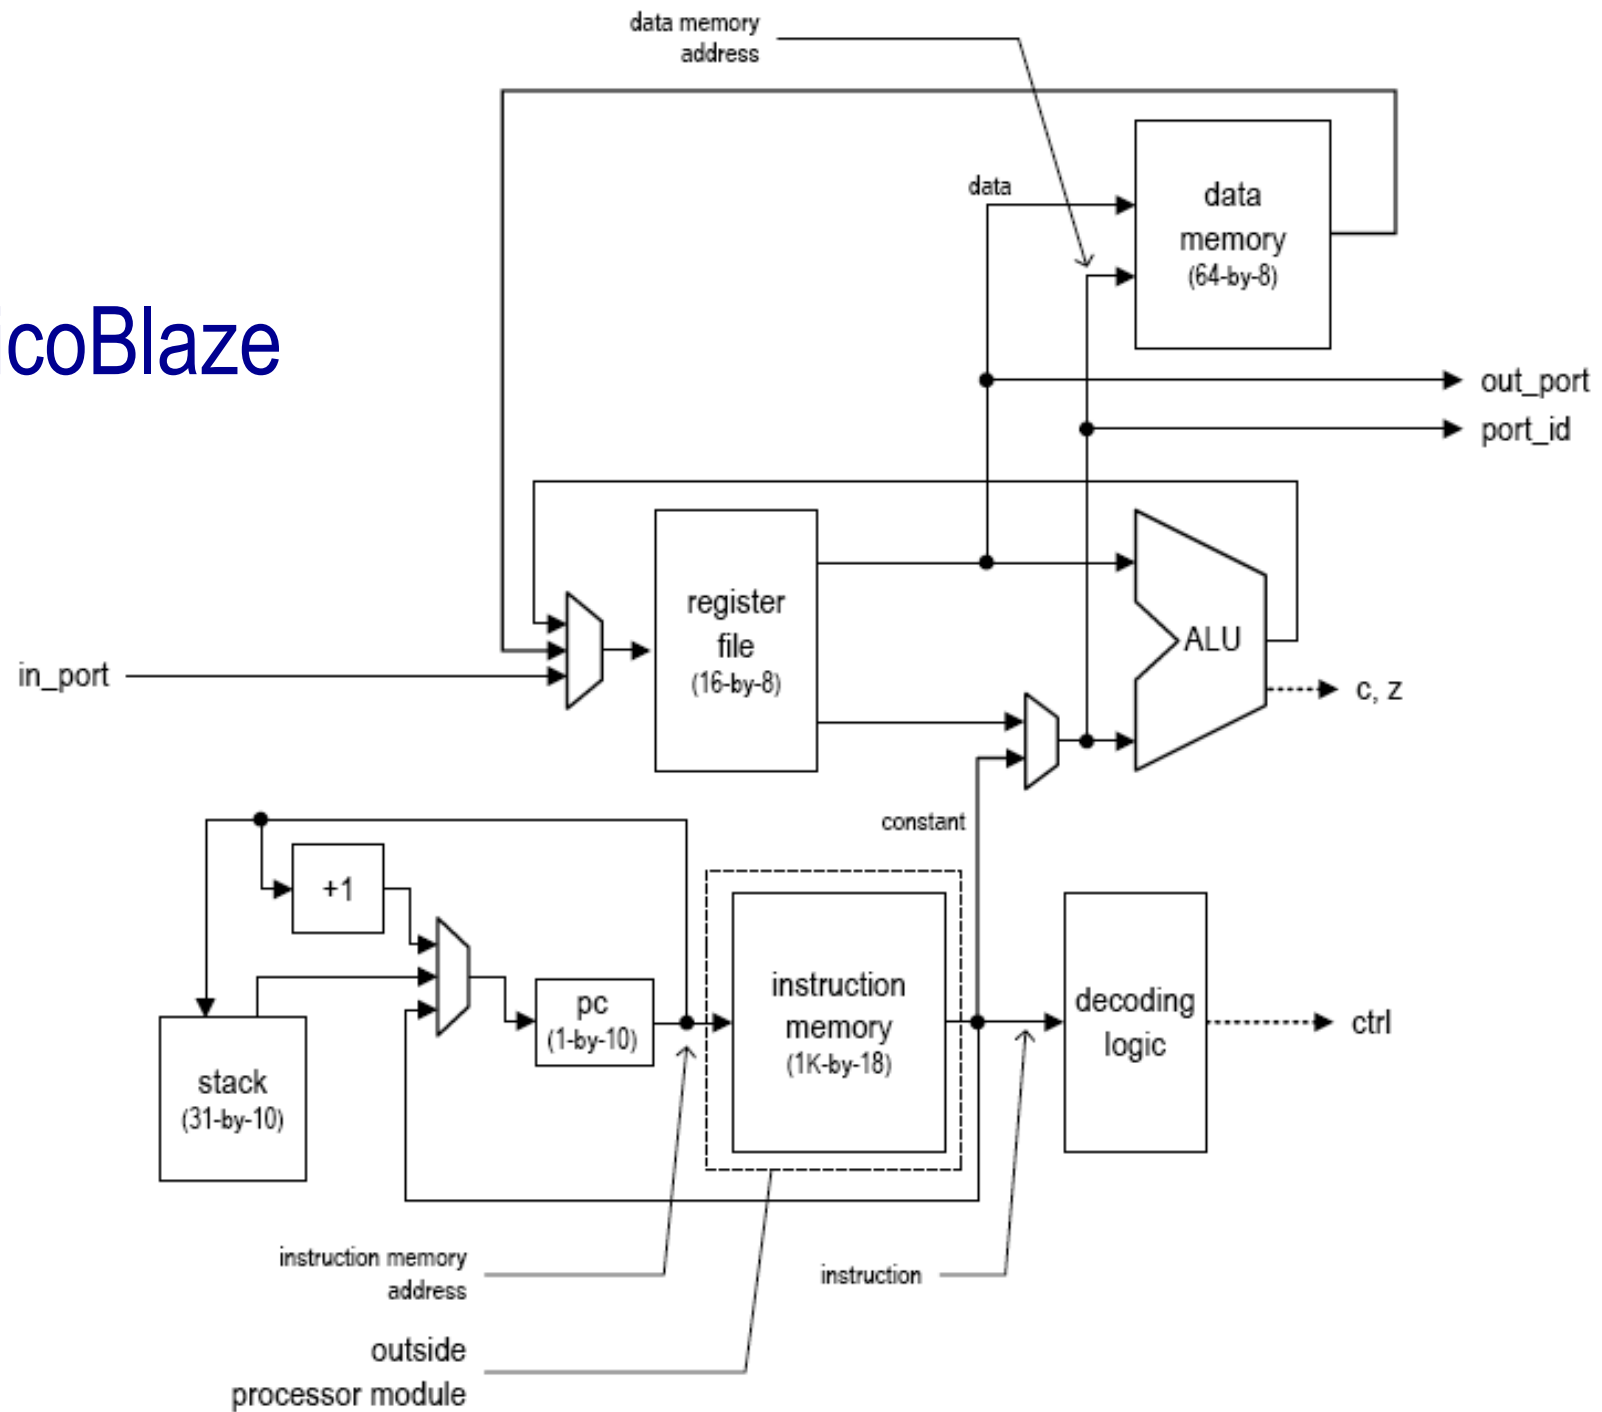 data memory
address
data
data
memory
(64-by-8)
icoBlaze
out_port
port_id
register
file
(16-by-8)
ALU
in_port
c, z
constant
+1
pc
(1-by-10)
instruction
memory
(1K-by-18)
decoding
logic
ctrl
stack
(31-by-10)
instruction memory
address
instruction
outside
processor module